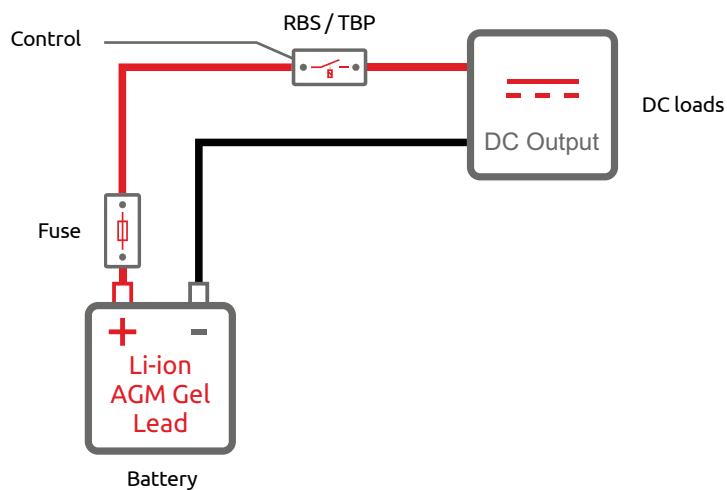 RBS / TBP
Control
DC loads
DC Output
Fuse
+ -
Li-ion
AGM Gel
Lead
Battery